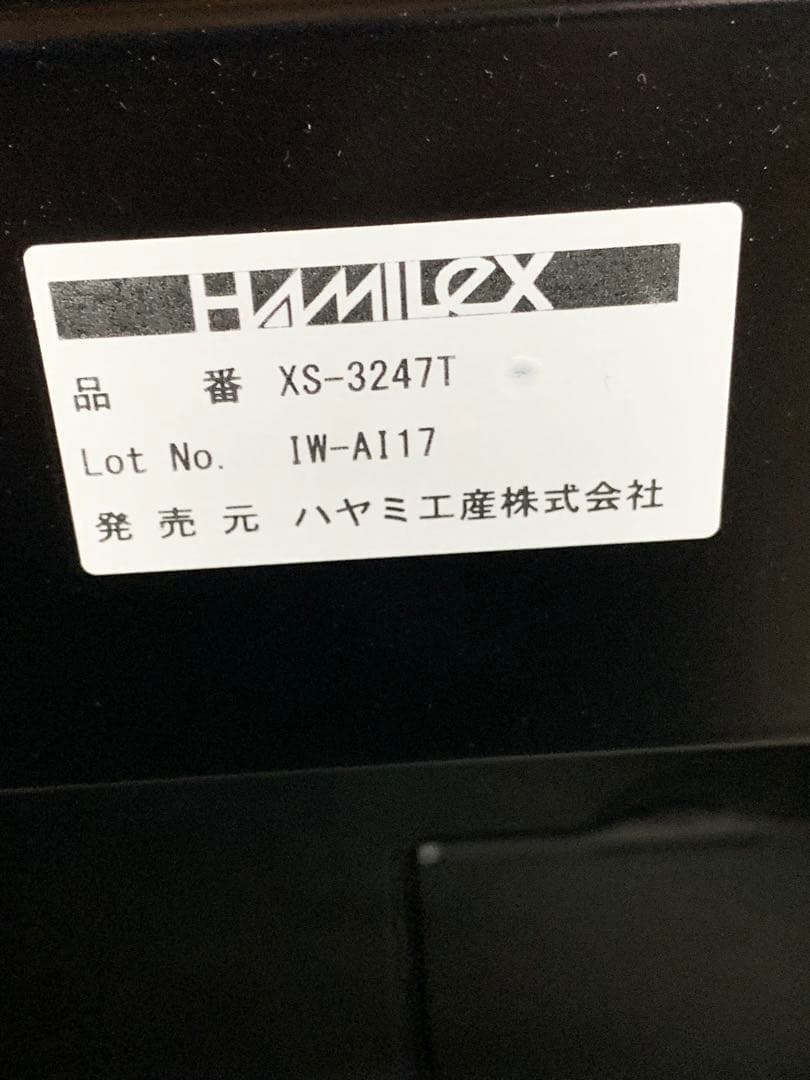 HAMILEX
品　　番 XS-3247T
Lot No. IW-AI17
発 売 元 ハヤミ工産株式会社